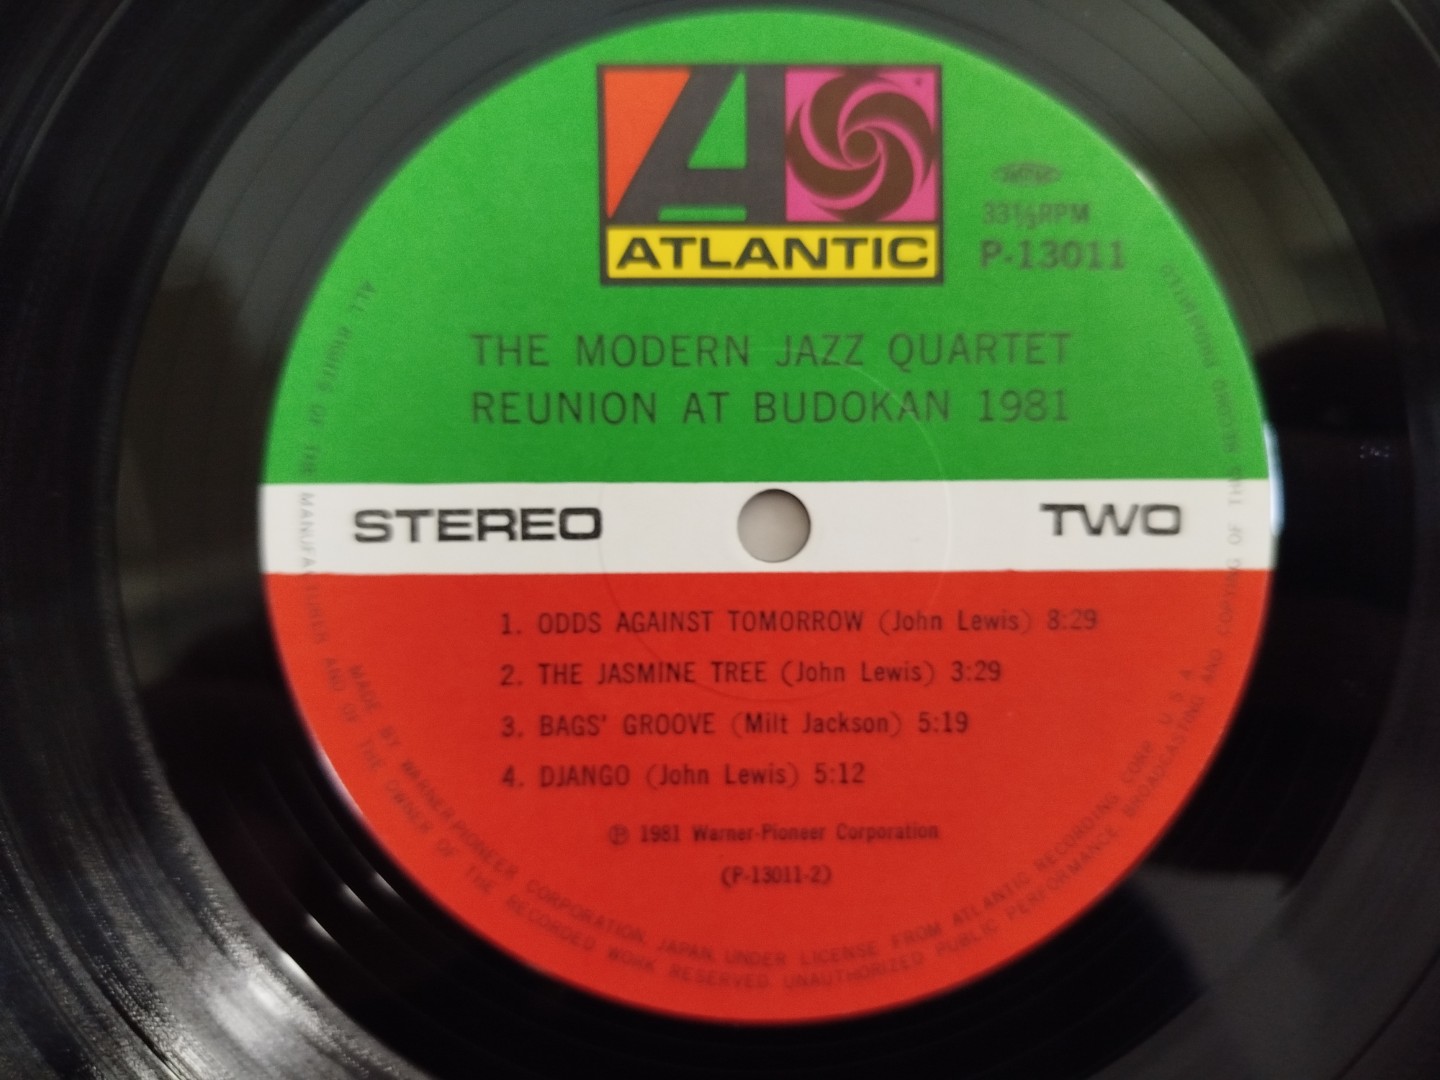 ATLANTIC
33⅓RPM
P-13011
THE MODERN JAZZ QUARTET
REUNION AT BUDOKAN 1981
STEREO
TWO
1. ODDS AGAINST TOMORROW (John Lewis) 8:29
2. THE JASMINE TREE (John Lewis) 3:29
3. BAGS' GROOVE (Milt Jackson) 5:19
4. DJANGO (John Lewis) 5:12
℗ 1981 Warner-Pioneer Corporation
(P-13011-2)
MADE BY WARNER-PIONEER CORPORATION, JAPAN, UNDER LICENSE FROM ATLANTIC RECORDING CORP. U.S.A.
ALL RIGHTS OF THE MANUFACTURER AND OF THE OWNER OF THE RECORDED WORK RESERVED. UNAUTHORIZED PUBLIC PERFORMANCE BROADCASTING AND COPYING OF THIS RECORD PROHIBITED